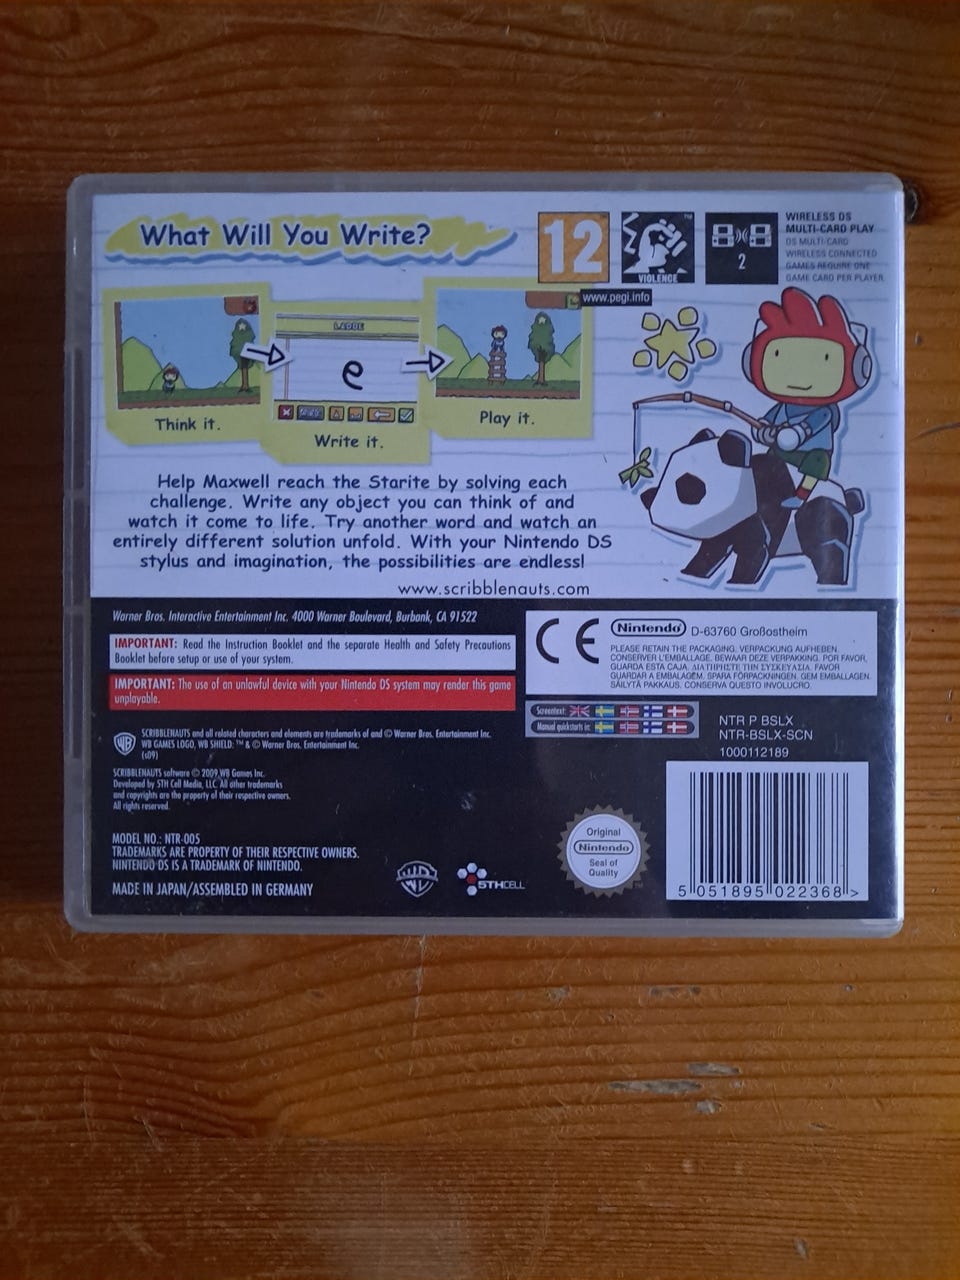 What Will You Write?
12
VIOLENCE
www.pegi.info
2
WIRELESS DS
MULTI-CARD PLAY
DS MULTI-CARD
WIRELESS CONNECTED
GAMES REQUIRE ONE
GAME CARD PER PLAYER.
e
Think it.
Write it.
Play it.
Help Maxwell reach the Starite by solving each
challenge. Write any object you can think of and
watch it come to life. Try another word and watch an
entirely different solution unfold. With your Nintendo DS
stylus and imagination, the possibilities are endless!
www.scribblenauts.com
Warner Bros. Interactive Entertainment Inc. 4000 Warner Boulevard, Burbank, CA 91522
IMPORTANT: Read the Instruction Booklet and the separate Health and Safety Precautions
Booklet before setup or use of your system.
IMPORTANT: The use of an unlawful device with your Nintendo DS system may render this game
unplayable.
CE
Nintendo D-63760 Großostheim
PLEASE RETAIN THE PACKAGING. VERPACKUNG AUFHEBEN.
CONSERVER L'EMBALLAGE. BEWAAR DEZE VERPAKKING. POR FAVOR,
GUARDA ESTA CAJA. ΔΙΑΤΗΡΗΣΤΕ ΤΗΝ ΣΥΣΚΕΥΑΣΙΑ. FAVOR
GUARDAR A EMBALAGEM. SPARA FÖRPACKNINGEN. GEM EMBALLAGEN.
SÄILYTÄ PAKKAUS. CONSERVA QUESTO INVOLUCRO.
Screentext:
Manual quickstarts in:
NTR P BSLX
NTR-BSLX-SCN
1000112189
SCRIBBLENAUTS and all related characters and elements are trademarks of and © Warner Bros. Entertainment Inc.
WB GAMES LOGO, WB SHIELD: ™ & © Warner Bros. Entertainment Inc.
(s09)
SCRIBBLENAUTS software © 2009 WB Games Inc.
Developed by 5TH Cell Media, LLC. All other trademarks
and copyrights are the property of their respective owners.
All rights reserved.
MODEL NO.: NTR-005
TRADEMARKS ARE PROPERTY OF THEIR RESPECTIVE OWNERS.
NINTENDO DS IS A TRADEMARK OF NINTENDO.
MADE IN JAPAN/ASSEMBLED IN GERMANY
WB
5THCELL
Original
Nintendo
Seal of
Quality
5 051895 022368 >